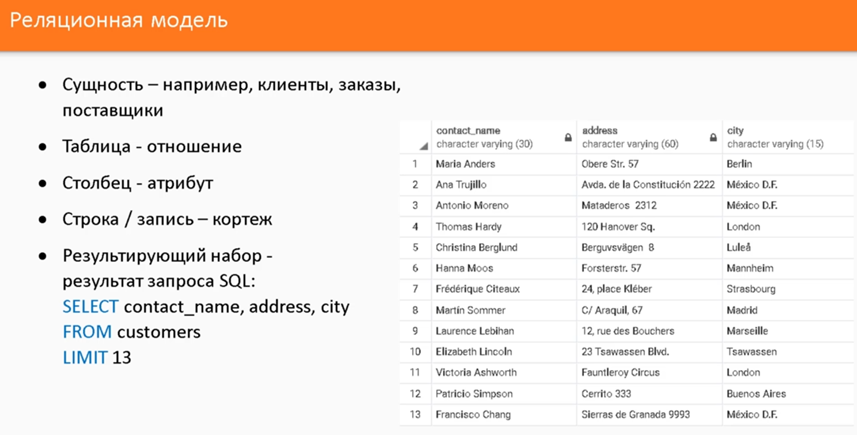 Реляционная модель
● Сущность – например, клиенты, заказы,
поставщики
● Таблица - отношение
● Столбец - атрибут
● Строка / запись – кортеж
● Результирующий набор -
результат запроса SQL:
SELECT contact_name, address, city
FROM customers
LIMIT 13
contact_name address city
character varying (30) character varying (60) character varying (15)
1 Maria Anders Obere Str. 57 Berlin
2 Ana Trujillo Avda. de la Constitución 2222 México D.F.
3 Antonio Moreno Mataderos 2312 México D.F.
4 Thomas Hardy 120 Hanover Sq. London
5 Christina Berglund Berguvsvägen 8 Luleå
6 Hanna Moos Forsterstr. 57 Mannheim
7 Frédérique Citeaux 24, place Kléber Strasbourg
8 Martín Sommer C/ Araquil, 67 Madrid
9 Laurence Lebihan 12, rue des Bouchers Marseille
10 Elizabeth Lincoln 23 Tsawassen Blvd. Tsawassen
11 Victoria Ashworth Fauntleroy Circus London
12 Patricio Simpson Cerrito 333 Buenos Aires
13 Francisco Chang Sierras de Granada 9993 México D.F.